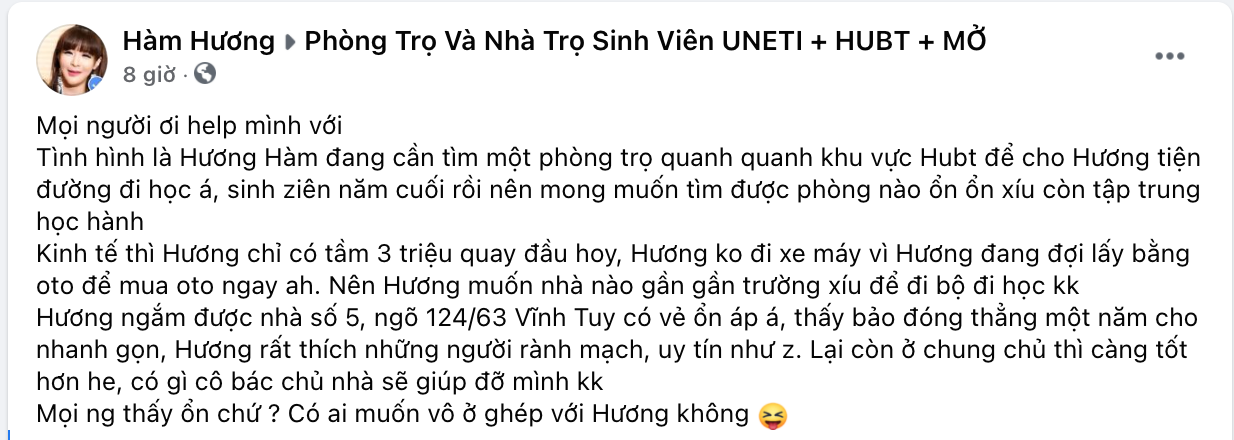 Hàm Hương ▸ Phòng Trọ Và Nhà Trọ Sinh Viên UNETI + HUBT + MỞ
8 giờ ·
Mọi người ơi help mình với
Tình hình là Hương Hàm đang cần tìm một phòng trọ quanh quanh khu vực Hubt để cho Hương tiện
đường đi học á, sinh ziên năm cuối rồi nên mong muốn tìm được phòng nào ổn ổn xíu còn tập trung
học hành
Kinh tế thì Hương chỉ có tầm 3 triệu quay đầu hoy, Hương ko đi xe máy vì Hương đang đợi lấy bằng
oto để mua oto ngay ah. Nên Hương muốn nhà nào gần gần trường xíu để đi bộ đi học kk
Hương ngắm được nhà số 5, ngõ 124/63 Vĩnh Tuy có vẻ ổn áp á, thấy bảo đóng thẳng một năm cho
nhanh gọn, Hương rất thích những người rành mạch, uy tín như z. Lại còn ở chung chủ thì càng tốt
hơn he, có gì cô bác chủ nhà sẽ giúp đỡ mình kk
Mọi ng thấy ổn chứ ? Có ai muốn vô ở ghép với Hương không 😝